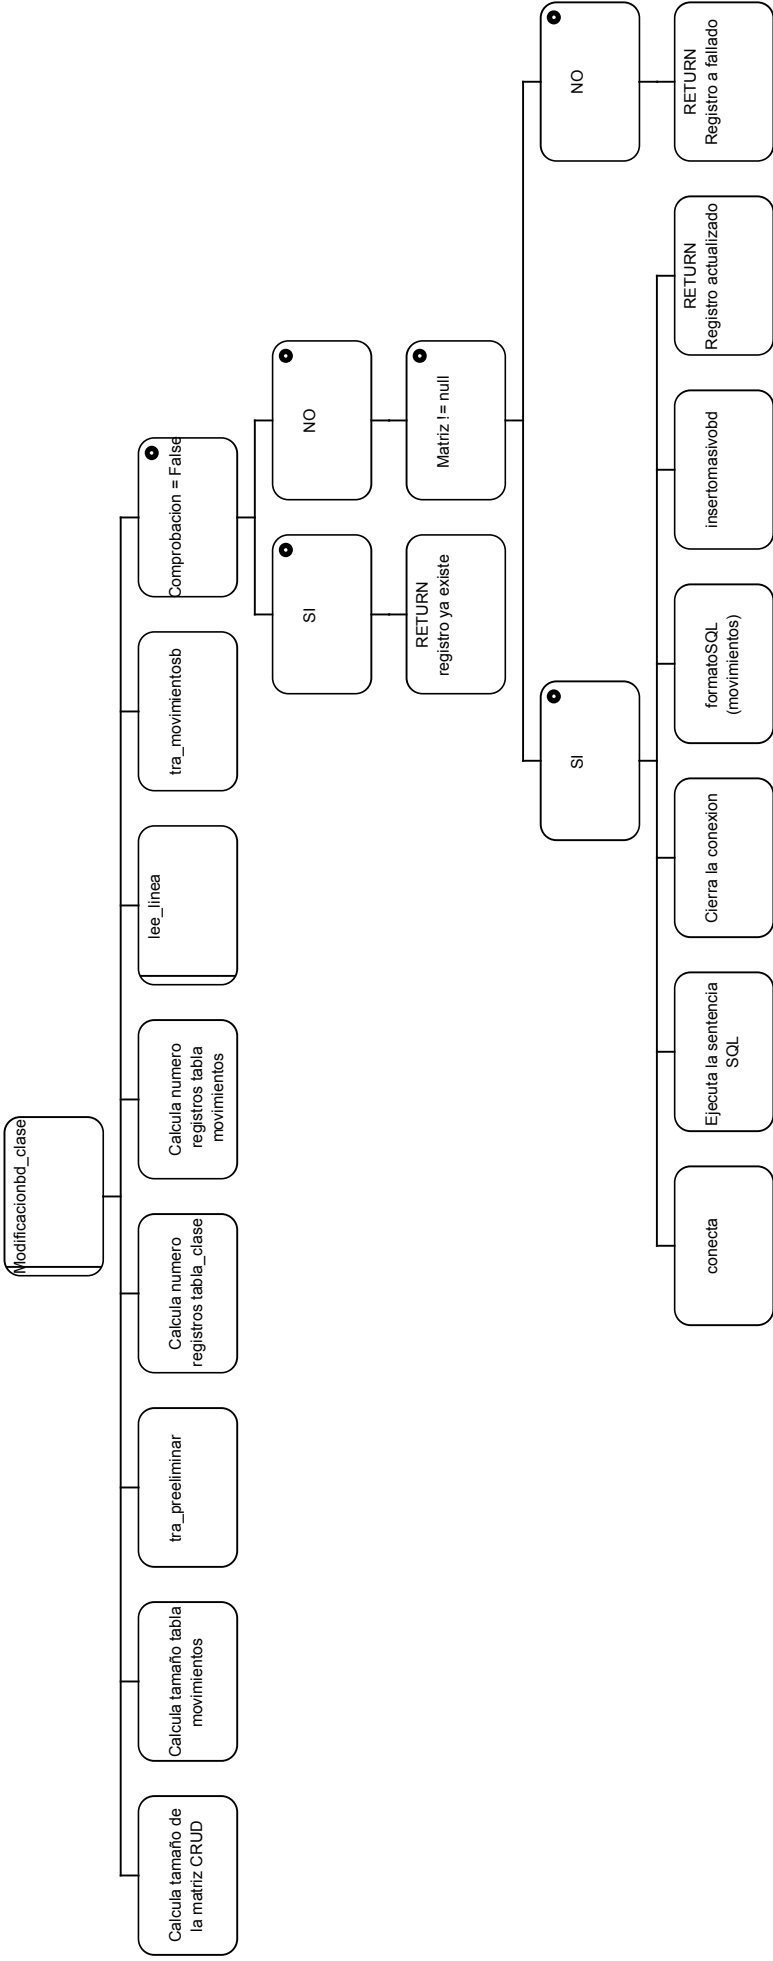 Modificacionbd_clase
Calcula tamaño de
la matriz CRUD
Calcula tamaño tabla
movimientos
tra_preeliminar
Calcula numero
registros tabla_clase
Calcula numero
registros tabla
movimientos
lee_linea
tra_movimientosb
Comprobacion = False
SI
NO
RETURN
registro ya existe
Matriz != null
SI
NO
conecta
Ejecuta la sentencia
SQL
Cierra la conexion
formatoSQL
(movimientos)
insertomasivobd
RETURN
Registro actualizado
RETURN
Registro a fallado